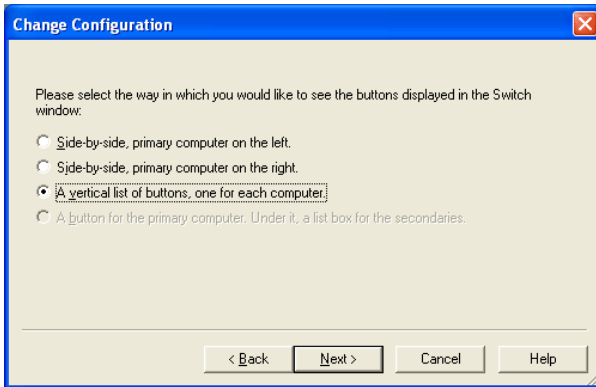 Change Configuration
Please select the way in which you would like to see the buttons displayed in the Switch
window:
Side-by-side, primary computer on the left.
Side-by-side, primary computer on the right.
A vertical list of buttons, one for each computer.
A button for the primary computer. Under it, a list box for the secondaries.
< Back
Next >
Cancel
Help